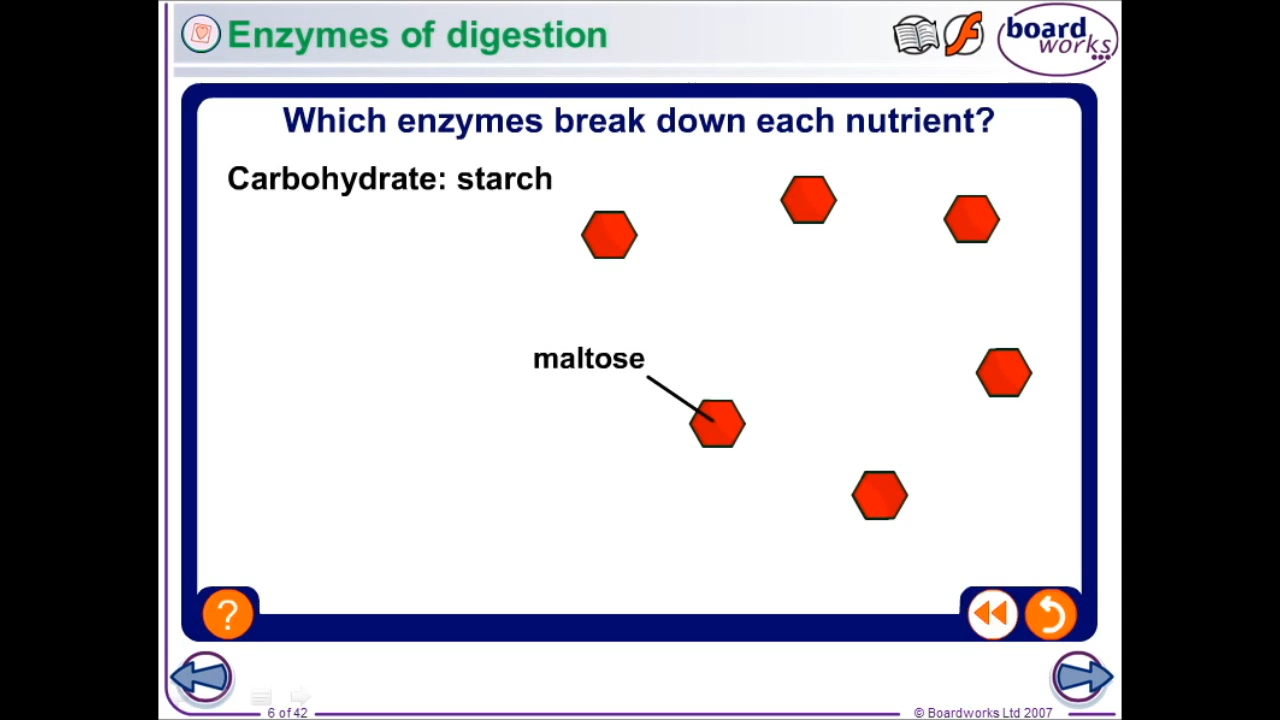 Enzymes of digestion
board
works
Which enzymes break down each nutrient?
Carbohydrate: starch
maltose
?
6 of 42
© Boardworks Ltd 2007